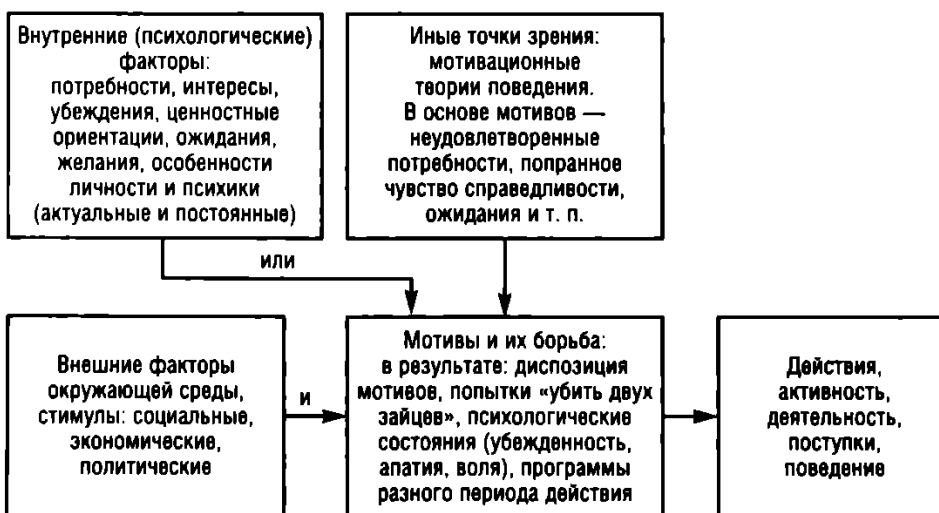 Внутренние (психологические)
факторы:
потребности, интересы,
убеждения, ценностные
ориентации, ожидания,
желания, особенности
личности и психики
(актуальные и постоянные)
Иные точки зрения:
мотивационные
теории поведения.
В основе мотивов —
неудовлетворенные
потребности, попранное
чувство справедливости,
ожидания и т. п.
или
Внешние факторы
окружающей среды,
стимулы: социальные,
экономические,
политические
и
Мотивы и их борьба:
в результате: диспозиция
мотивов, попытки «убить двух
зайцев», психологические
состояния (убежденность,
апатия, воля), программы
разного периода действия
Действия,
активность,
деятельность,
поступки,
поведение